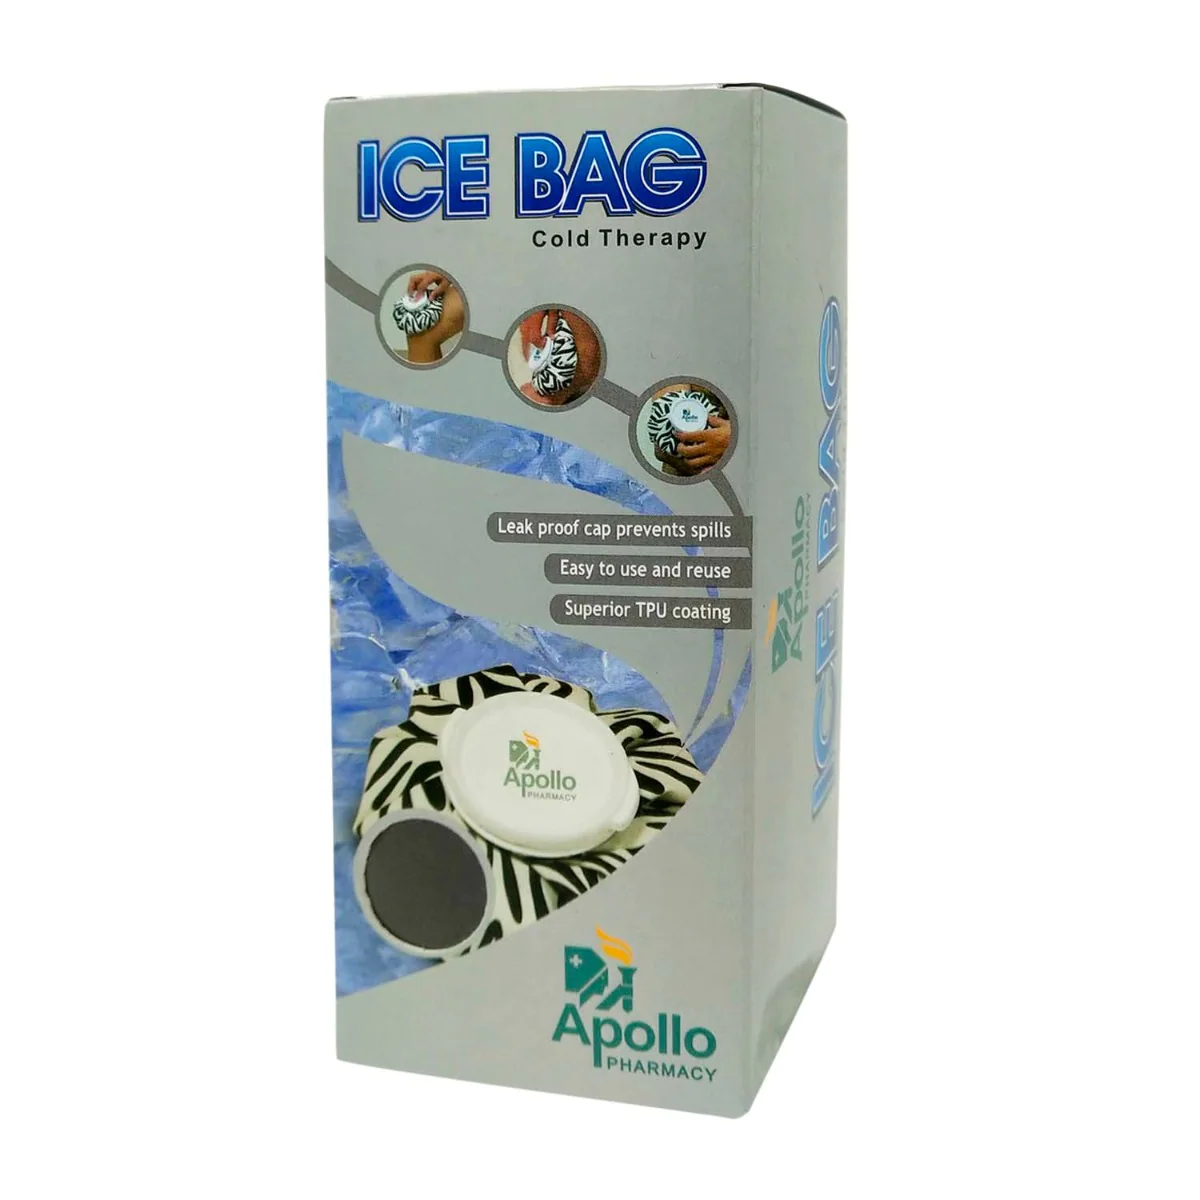 ICE BAG
Cold Therapy
Apollo
Leak proof cap prevents spills
Easy to use and reuse
Superior TPU coating
Apollo
PHARMACY
Apollo
PHARMACY
ICE BAG
Apollo
PHARMACY